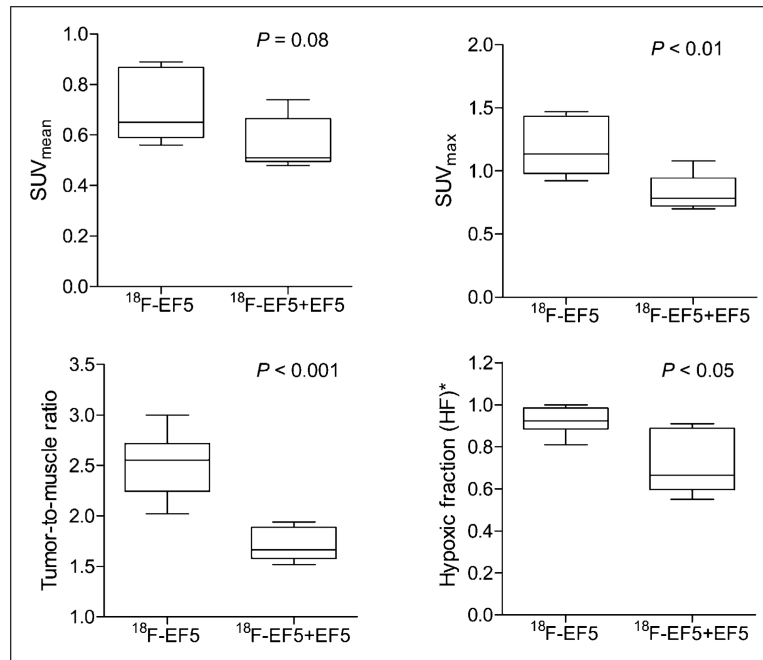 SUVmean
1.0
0.8
0.6
0.4
0.2
0.0
P = 0.08
18F-EF5
18F-EF5+EF5
SUVmax
2.0
1.5
1.0
0.5
0.0
P < 0.01
18F-EF5
18F-EF5+EF5
Tumor-to-muscle ratio
3.5
3.0
2.5
2.0
1.5
1.0
P < 0.001
18F-EF5
18F-EF5+EF5
Hypoxic fraction (HF)*
1.2
1.0
0.8
0.6
0.4
0.2
0.0
P < 0.05
18F-EF5
18F-EF5+EF5